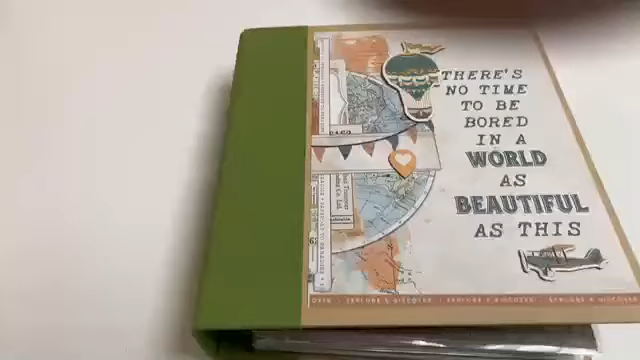 THERE'S
NO TIME
TO BE
BORED
IN A
WORLD
AS
BEAUTIFUL
AS THIS
EXPLORE & DISCOVER